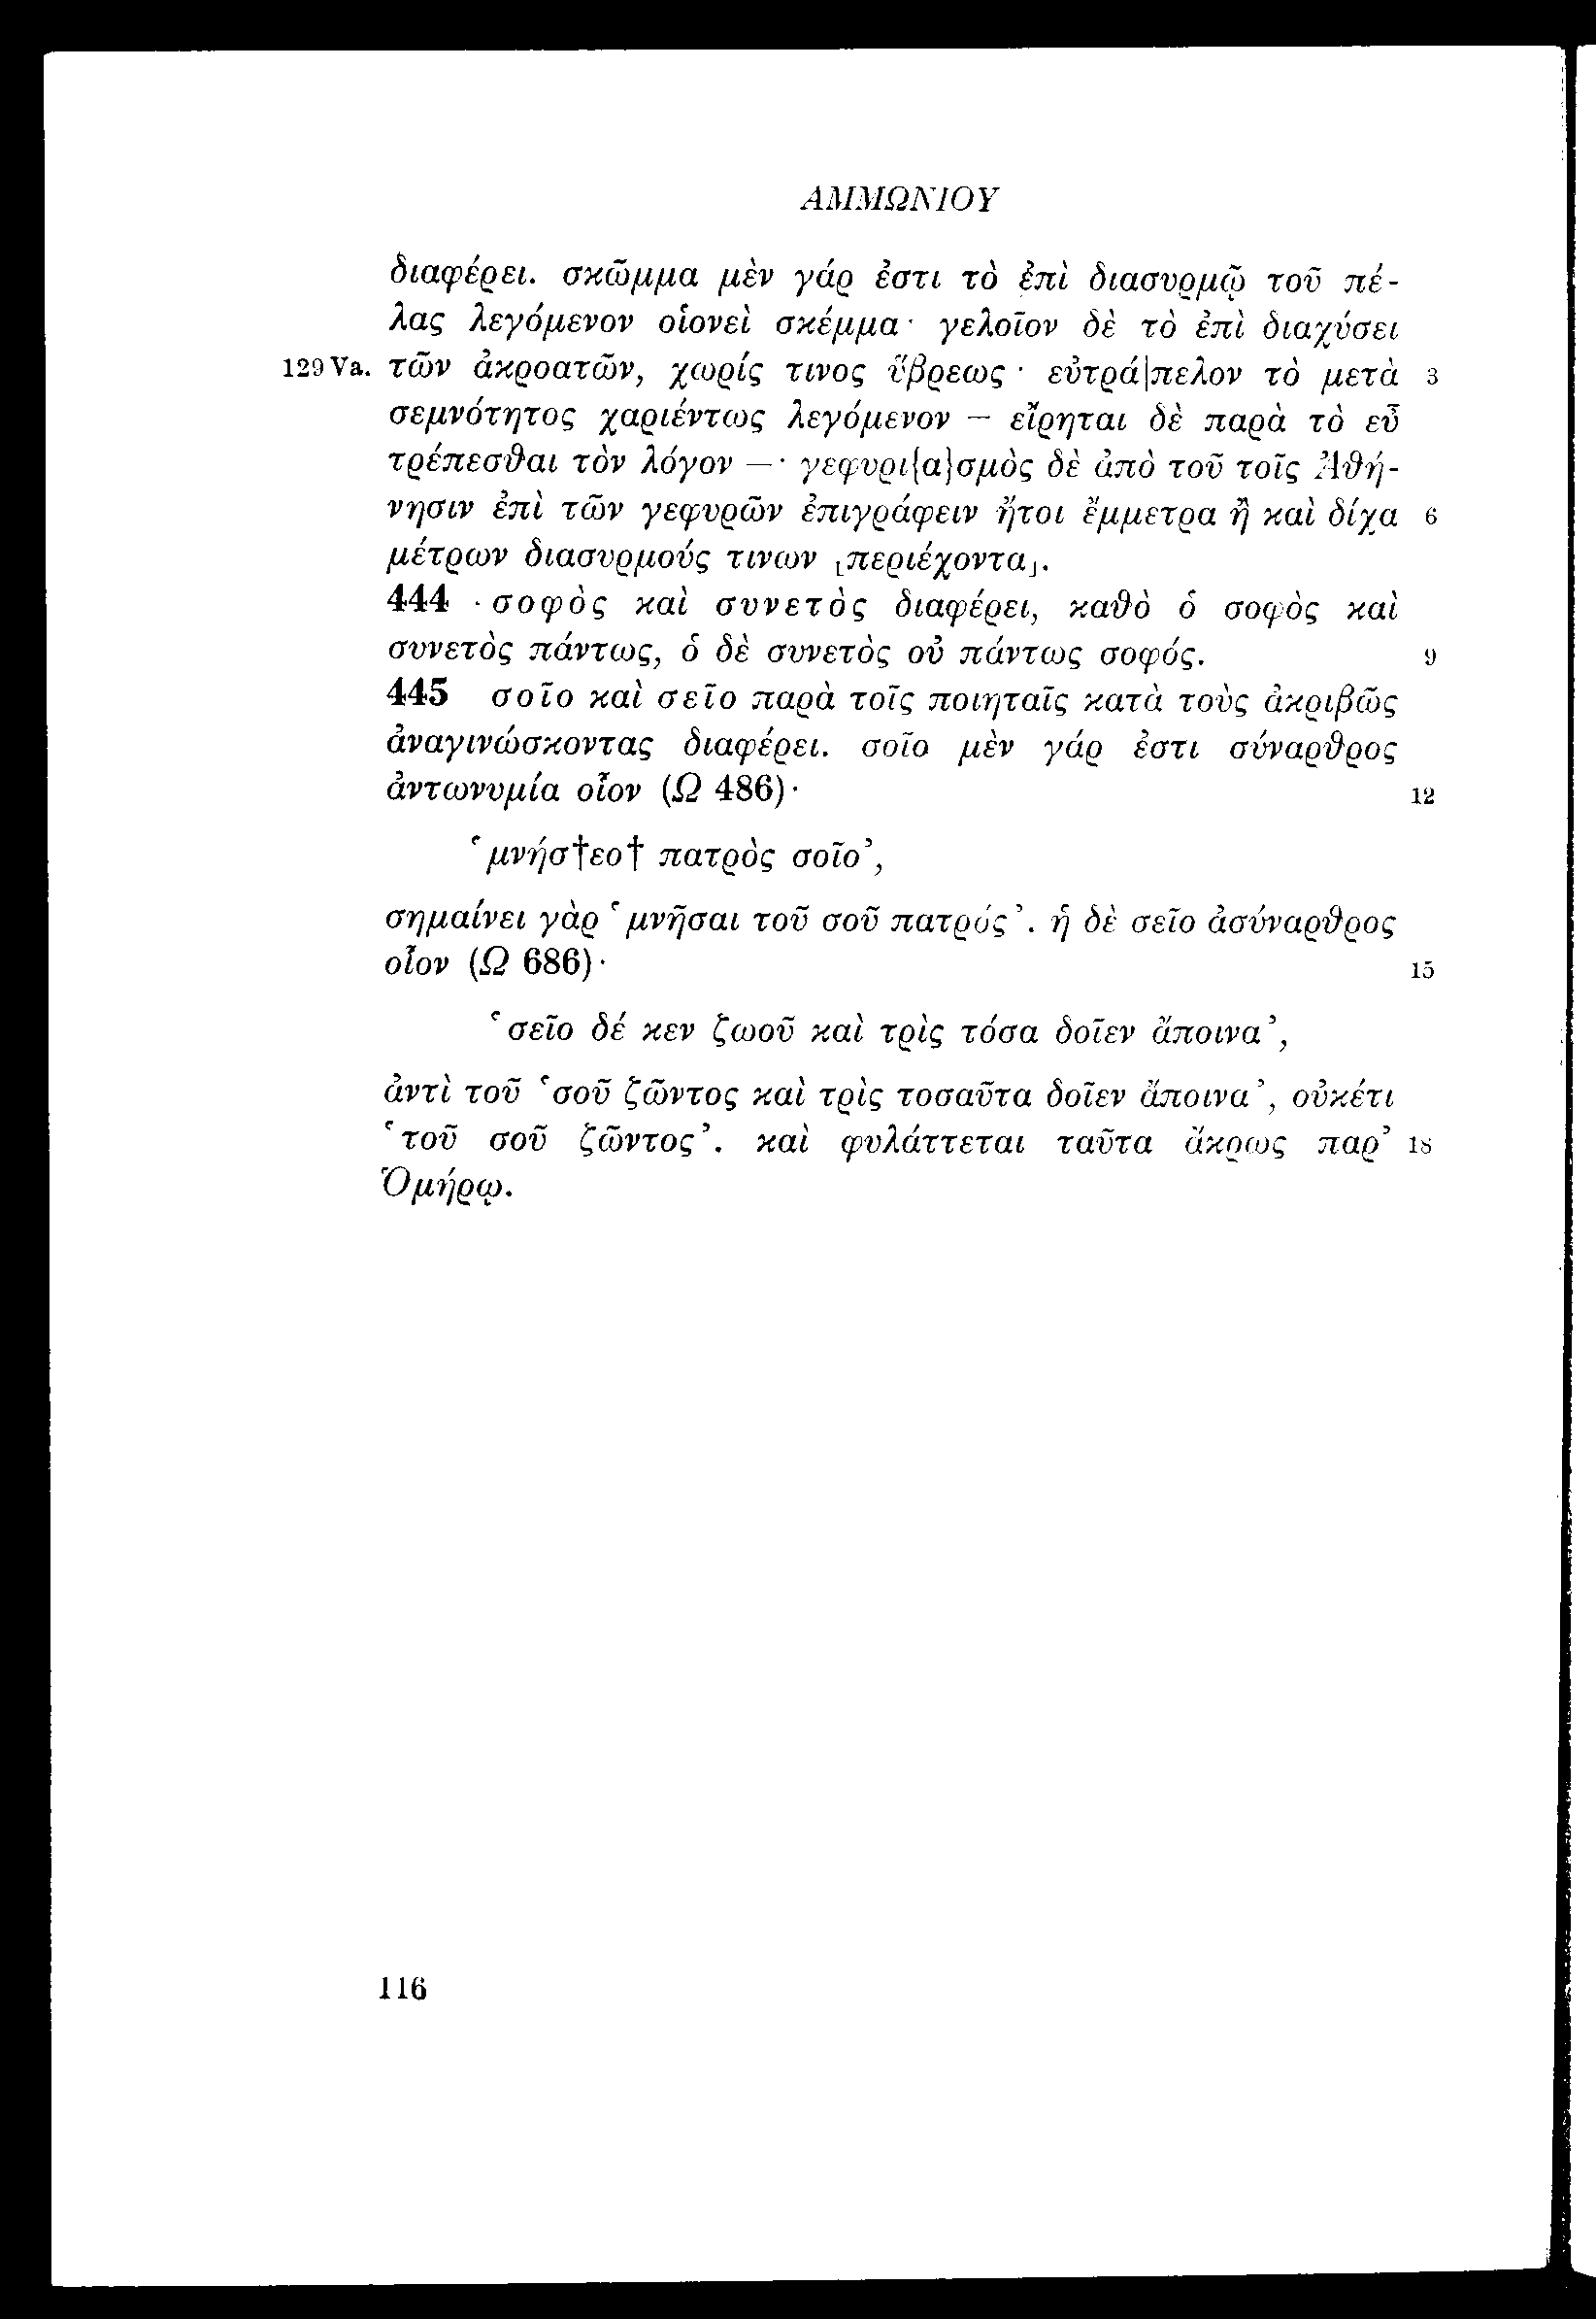 ΑΜΜΩΝΙΟΥ
διαφέρει. σκῶμμα μὲν γάρ ἐστι τὸ ἐπὶ διασυρμῷ τοῦ πέ-
λας λεγόμενον οἱονεὶ σκέμμα· γελοῖον δὲ τὸ ἐπὶ διαχύσει
129 Va. τῶν ἀκροατῶν, χωρίς τινος ὕβρεως· εὐτρά|πελον τὸ μετὰ 3
σεμνότητος χαριέντως λεγόμενον — εἴρηται δὲ παρὰ τὸ εὖ
τρέπεσθαι τὸν λόγον —· γεφυρι{α}σμὸς δὲ ἀπὸ τοῦ τοῖς Ἀθή-
νησιν ἐπὶ τῶν γεφυρῶν ἐπιγράφειν ἤτοι ἔμμετρα ἢ καὶ δίχα 6
μέτρων διασυρμούς τινων ⌊περιέχοντα⌋.
444 σοφὸς καὶ συνετὸς διαφέρει, καθὸ ὁ σοφὸς καὶ
συνετὸς πάντως, ὁ δὲ συνετὸς οὐ πάντως σοφός. 9
445 σοῖο καὶ σεῖο παρὰ τοῖς ποιηταῖς κατὰ τοὺς ἀκριβῶς
ἀναγινώσκοντας διαφέρει. σοῖο μὲν γάρ ἐστι σύναρθρος
ἀντωνυμία οἷον (Ω 486)· 12
‘μνήσ†εο† πατρὸς σοῖο’,
σημαίνει γὰρ ‘μνῆσαι τοῦ σοῦ πατρός’. ἡ δὲ σεῖο ἀσύναρθρος
οἷον (Ω 686)· 15
‘σεῖο δέ κεν ζωοῦ καὶ τρὶς τόσα δοῖεν ἄποινα’,
ἀντὶ τοῦ ‘σοῦ ζῶντος καὶ τρὶς τοσαῦτα δοῖεν ἄποινα’, οὐκέτι
‘τοῦ σοῦ ζῶντος’. καὶ φυλάττεται ταῦτα ἄκρως παρ’ 18
Ὁμήρῳ.
116